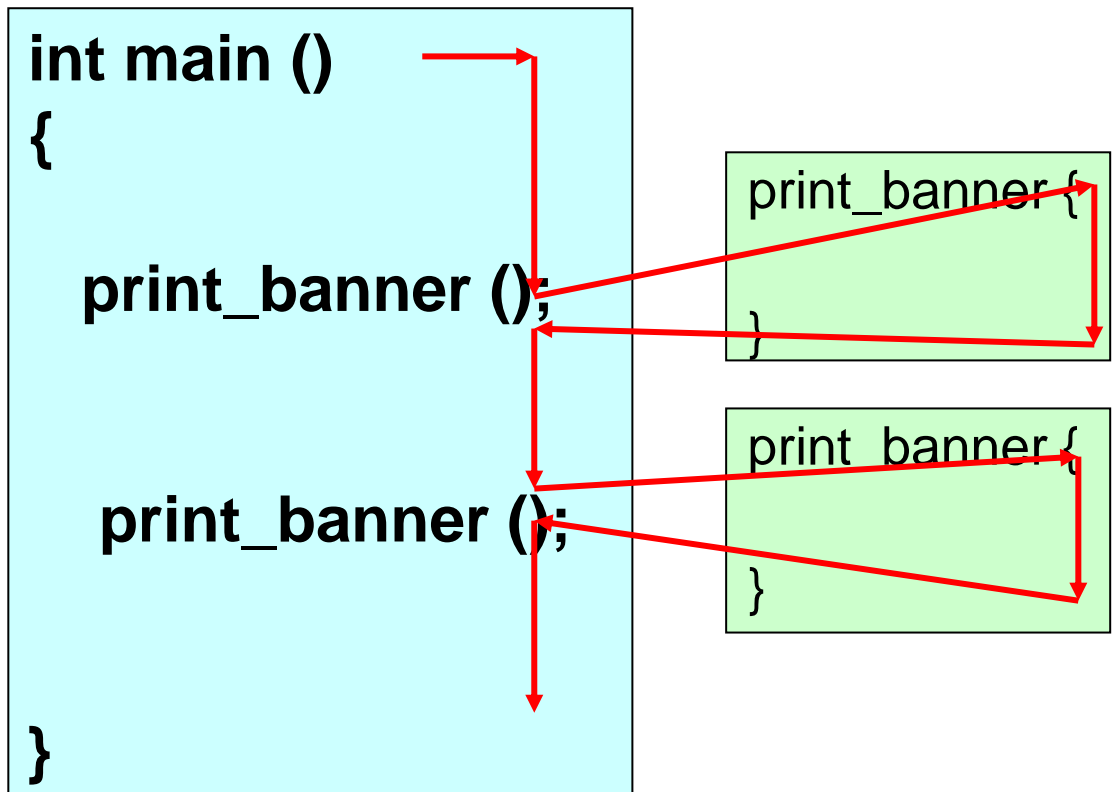 int main ()
{
print_banner ();
print_banner ();
}
print_banner {
}
print_banner {
}